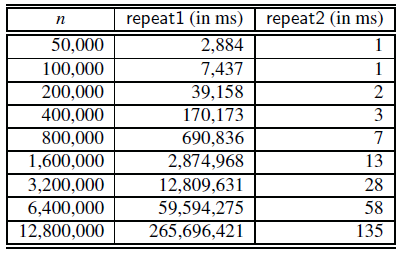 n repeat1 (in ms) repeat2 (in ms)
50,000 2,884 1
100,000 7,437 1
200,000 39,158 2
400,000 170,173 3
800,000 690,836 7
1,600,000 2,874,968 13
3,200,000 12,809,631 28
6,400,000 59,594,275 58
12,800,000 265,696,421 135